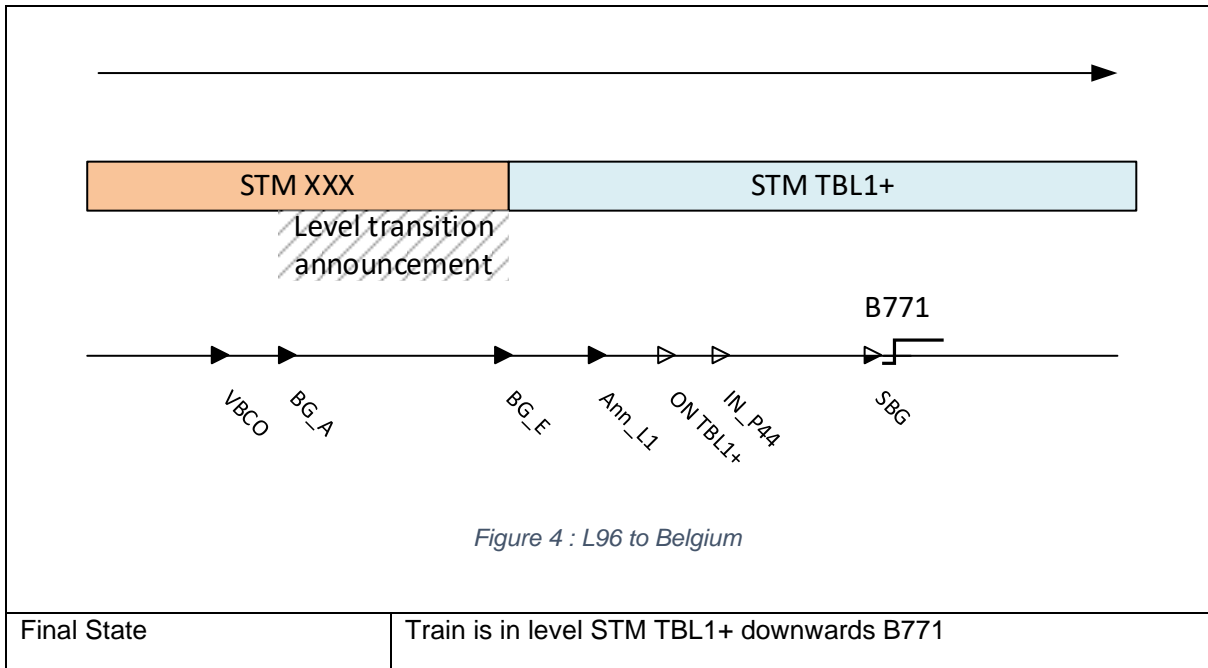 STM XXX
STM TBL1+
Level transition
announcement
B771
VBCO
BG_A
BG_E
Ann_L1
ON TBL1+
IN_P44
SBG
Figure 4 : L96 to Belgium
Final State
Train is in level STM TBL1+ downwards B771